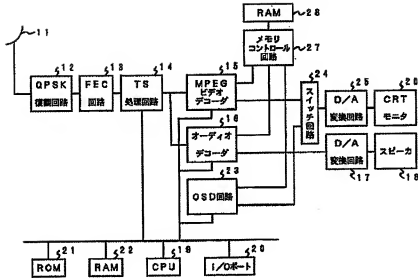 RAM
28
11
メモリ
コントロール
回路
27
12
QPSK
復調回路
13
FEC
回路
14
TS
処理回路
15
MPEG
ビデオ
デコーダ
24
スイッチ回路
25
D/A
変換回路
20
CRT
モニタ
16
オーディオ
デコーダ
D/A
変換回路
17
スピーカ
18
23
OSD回路
21
ROM
22
RAM
19
CPU
20
i/Oポート